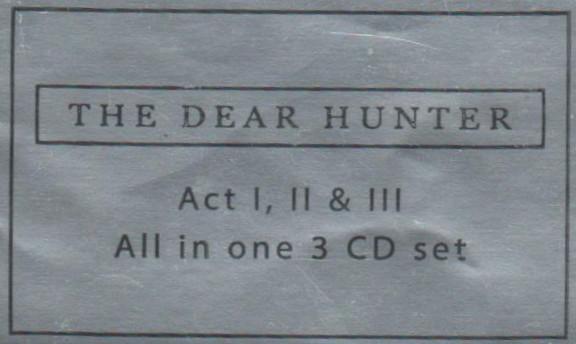 THE DEAR HUNTER
Act I, II & III
All in one 3 CD set